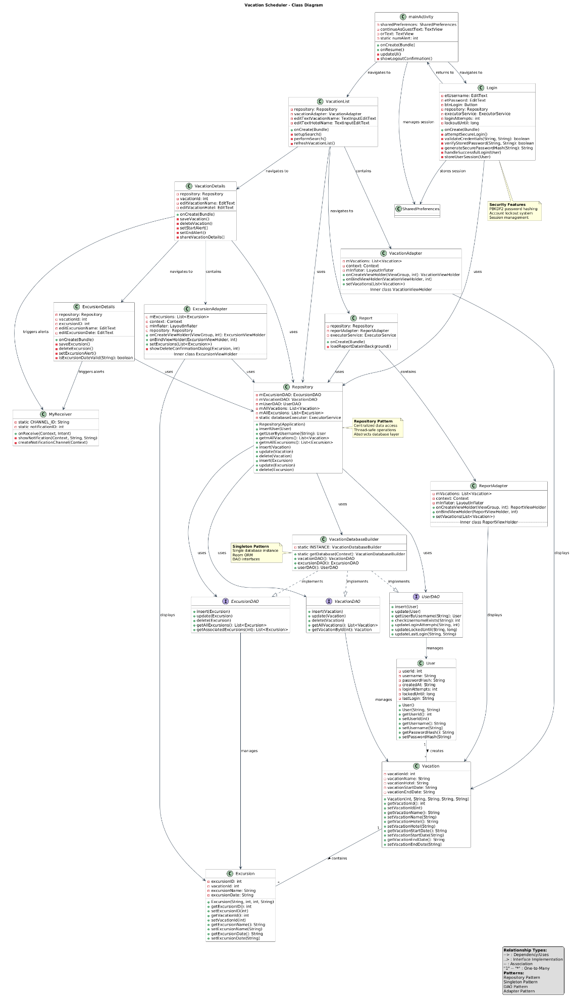 Vacation Scheduler - Class Diagram
C mainActivity
sharedPreferences: SharedPreferences
continueAsGuestText: TextView
orText: TextView
static numAlert: int
onCreate(Bundle)
onResume()
updateUI()
showLogoutConfirmation()
navigates to
returns to
navigates to
C Login
etUsername: EditText
etPassword: EditText
btnLogin: Button
repository: Repository
executorService: ExecutorService
loginAttempts: int
lockoutUntil: long
onCreate(Bundle)
attemptSecureLogin()
validateCredentials(String, String): boolean
verifyStoredPassword(String, String): boolean
generateSecurePasswordHash(String): String
handleSuccessfulLogin(User)
storeUserSession(User)
C VacationList
repository: Repository
vacationAdapter: VacationAdapter
editTextVacationName: TextInputEditText
editTextHotelName: TextInputEditText
onCreate(Bundle)
setupSearch()
performSearch()
refreshVacationList()
manages session
navigates to
contains
stores session
C VacationDetails
repository: Repository
vacationId: int
editVacationName: EditText
editVacationHotel: EditText
onCreate(Bundle)
saveVacation()
deleteVacation()
setStartAlert()
setEndAlert()
shareVacationDetails()
navigates to
C SharedPreferences
Security Features
PBKDF2 password hashing
Account lockout system
Session management
C VacationAdapter
mVacations: List<Vacation>
context: Context
mInflater: LayoutInflater
onCreateViewHolder(ViewGroup, int): VacationViewHolder
onBindViewHolder(VacationViewHolder, int)
setVacations(List<Vacation>)
Inner class VacationViewHolder
navigates to
contains
uses
uses
C ExcursionDetails
repository: Repository
vacationId: int
excursionID: int
editExcursionName: EditText
editExcursionDate: EditText
onCreate(Bundle)
saveExcursion()
deleteExcursion()
setExcursionAlert()
isExcursionDateValid(String): boolean
C ExcursionAdapter
mExcursions: List<Excursion>
context: Context
mInflater: LayoutInflater
repository: Repository
onCreateViewHolder(ViewGroup, int): ExcursionViewHolder
onBindViewHolder(ExcursionViewHolder, int)
setExcursions(List<Excursion>)
showDeleteConfirmationDialog(Excursion, int)
Inner class ExcursionViewHolder
C Report
repository: Repository
reportAdapter: ReportAdapter
executorService: ExecutorService
onCreate(Bundle)
loadReportDataInBackground()
triggers alerts
uses
triggers alerts
uses
uses
uses
contains
C Repository
mExcursionDAO: ExcursionDAO
mVacationDAO: VacationDAO
mUserDAO: UserDAO
mAllVacations: List<Vacation>
mAllExcursions: List<Excursion>
static databaseExecutor: ExecutorService
Repository(Application)
insertUser(User)
getUserByUsername(String): User
getmAllVacations(): List<Vacation>
getmAllExcursions(): List<Excursion>
insert(Vacation)
update(Vacation)
delete(Vacation)
insert(Excursion)
update(Excursion)
delete(Excursion)
C MyReceiver
static CHANNEL_ID: String
static notificationID: int
onReceive(Context, Intent)
showNotification(Context, String, String)
createNotificationChannel(Context)
Repository Pattern
Centralized data access
Thread-safe operations
Abstracts database layer
C ReportAdapter
mVacations: List<Vacation>
context: Context
mInflater: LayoutInflater
onCreateViewHolder(ViewGroup, int): ReportViewHolder
onBindViewHolder(ReportViewHolder, int)
setVacations(List<Vacation>)
Inner class ReportViewHolder
uses
C VacationDatabaseBuilder
static INSTANCE: VacationDatabaseBuilder
static getDatabase(Context): VacationDatabaseBuilder
vacationDAO(): VacationDAO
excursionDAO(): ExcursionDAO
userDAO(): UserDAO
Singleton Pattern
Single database instance
Room ORM
DAO interfaces
uses
uses
uses
displays
implements
implements
implements
I ExcursionDAO
insert(Excursion)
update(Excursion)
delete(Excursion)
getAllExcursions(): List<Excursion>
getAssociatedExcursions(int): List<Excursion>
I VacationDAO
insert(Vacation)
update(Vacation)
delete(Vacation)
getAllVacations(): List<Vacation>
getVacationById(int): Vacation
I UserDAO
insert(User)
update(User)
getUserByUsername(String): User
checkUsernameExists(String): int
updateLoginAttempts(String, int)
updateLockedUntil(String, long)
updateLastLogin(String, String)
displays
displays
manages
C User
userId: int
username: String
passwordHash: String
createdAt: String
loginAttempts: int
lockedUntil: long
lastLogin: String
User()
User(String, String)
getUserId(): int
setUserId(int)
getUsername(): String
setUsername(String)
getPasswordHash(): String
setPasswordHash(String)
manages
manages
1
creates
*
C Vacation
vacationId: int
vacationName: String
vacationHotel: String
vacationStartDate: String
vacationEndDate: String
Vacation(int, String, String, String, String)
getVacationId(): int
setVacationId(int)
getVacationName(): String
setVacationName(String)
getVacationHotel(): String
setVacationHotel(String)
getVacationStartDate(): String
setVacationStartDate(String)
getVacationEndDate(): String
setVacationEndDate(String)
1
contains
*
C Excursion
excursionID: int
vacationId: int
excursionName: String
excursionDate: String
Excursion(String, int, int, String)
getExcursionID(): int
setExcursionID(int)
getVacationId(): int
setVacationId(int)
getExcursionName(): String
setExcursionName(String)
getExcursionDate(): String
setExcursionDate(String)
Relationship Types:
--> : Dependency/Uses
..> : Interface Implementation
-- : Association
"1" -- "*" : One-to-Many
Patterns:
Repository Pattern
Singleton Pattern
DAO Pattern
Adapter Pattern